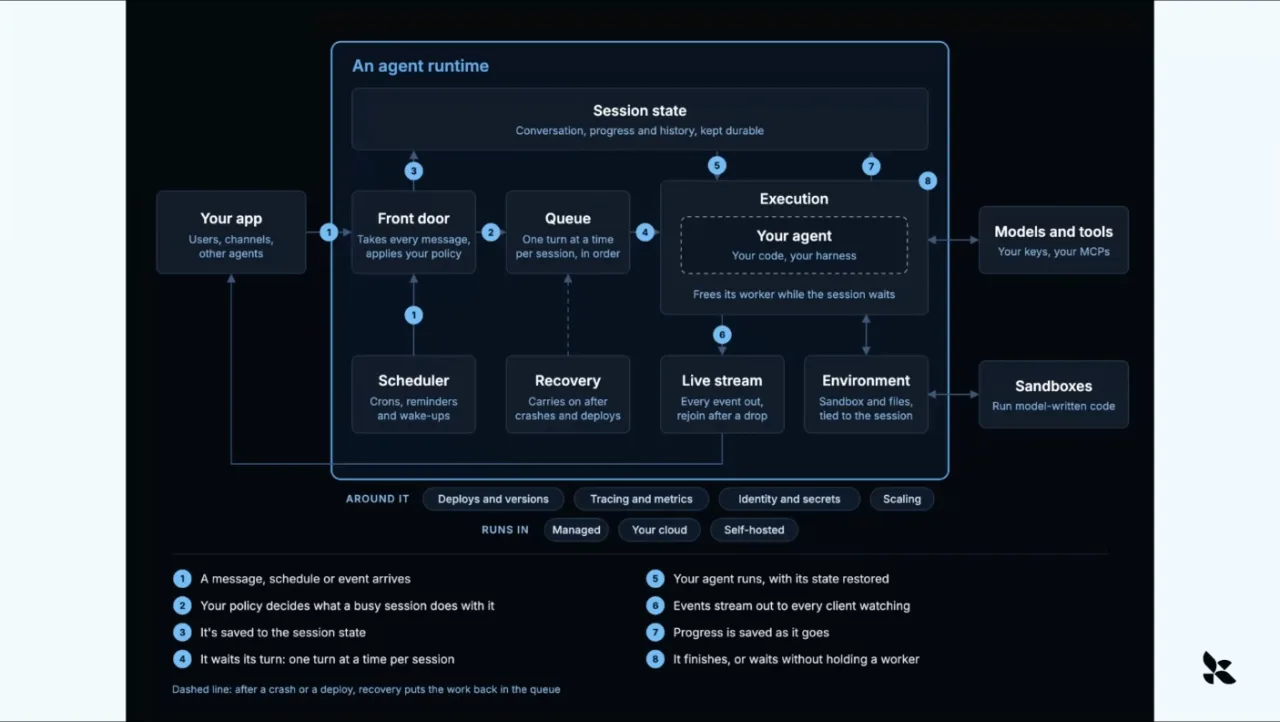 An agent runtime
Session state
Conversation, progress and history, kept durable
3
5
7
8
Your app
Users, channels,
other agents
1
Front door
Takes every message,
applies your policy
2
Queue
One turn at a time
per session, in order
4
Execution
Your agent
Your code, your harness
Frees its worker while the session waits
Models and tools
Your keys, your MCPs
1
6
Scheduler
Crons, reminders
and wake-ups
Recovery
Carries on after
crashes and deploys
Live stream
Every event out,
rejoin after a drop
Environment
Sandbox and files,
tied to the session
Sandboxes
Run model-written code
AROUND IT Deploys and versions Tracing and metrics Identity and secrets Scaling
RUNS IN Managed Your cloud Self-hosted
1 A message, schedule or event arrives
2 Your policy decides what a busy session does with it
3 It's saved to the session state
4 It waits its turn: one turn at a time per session
5 Your agent runs, with its state restored
6 Events stream out to every client watching
7 Progress is saved as it goes
8 It finishes, or waits without holding a worker
Dashed line: after a crash or a deploy, recovery puts the work back in the queue